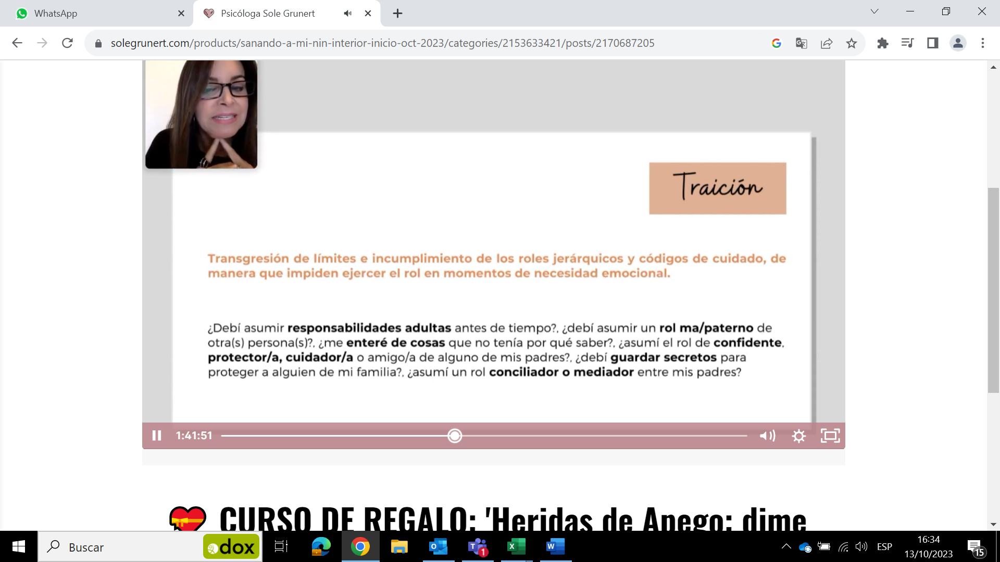 WhatsApp
Psicóloga Sole Grunert
solegrunert.com/products/sanando-a-mi-nin-interior-inicio-oct-2023/categories/2153633421/posts/2170687205
Traición
Transgresión de límites e incumplimiento de los roles jerárquicos y códigos de cuidado, de
manera que impiden ejercer el rol en momentos de necesidad emocional.
¿Debí asumir responsabilidades adultas antes de tiempo?, ¿debí asumir un rol ma/paterno de
otra(s) persona(s)?, ¿me enteré de cosas que no tenía por qué saber?, ¿asumí el rol de confidente,
protector/a, cuidador/a o amigo/a de alguno de mis padres?, ¿debí guardar secretos para
proteger a alguien de mi familia?, ¿asumí un rol conciliador o mediador entre mis padres?
1:41:51
CURSO DE REGALO: 'Heridas de Apego: dime
Buscar
dox
1
ESP
16:34
13/10/2023
15